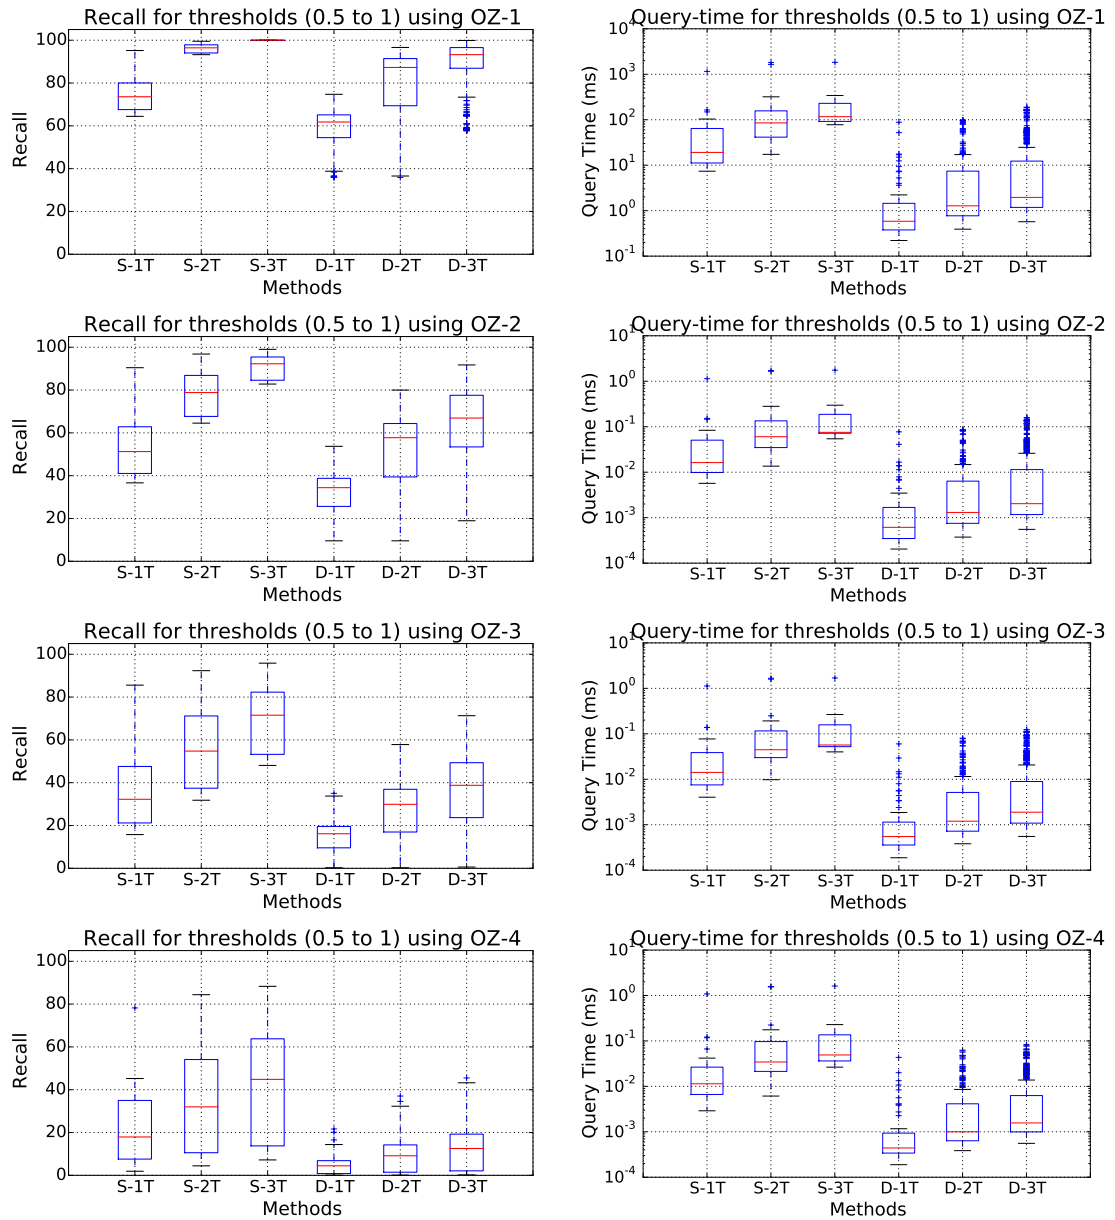 Recall for thresholds (0.5 to 1) using OZ-1
100
80
60
40
20
0
Recall
S-1T S-2T S-3T D-1T D-2T D-3T
Methods
Query-time for thresholds (0.5 to 1) using OZ-1
10^4
10^3
10^2
10^1
10^0
10^-1
Query Time (ms)
S-1T S-2T S-3T D-1T D-2T D-3T
Methods
Recall for thresholds (0.5 to 1) using OZ-2
100
80
60
40
20
0
Recall
S-1T S-2T S-3T D-1T D-2T D-3T
Methods
Query-time for thresholds (0.5 to 1) using OZ-2
10^1
10^0
10^-1
10^-2
10^-3
10^-4
Query Time (ms)
S-1T S-2T S-3T D-1T D-2T D-3T
Methods
Recall for thresholds (0.5 to 1) using OZ-3
100
80
60
40
20
0
Recall
S-1T S-2T S-3T D-1T D-2T D-3T
Methods
Query-time for thresholds (0.5 to 1) using OZ-3
10^1
10^0
10^-1
10^-2
10^-3
10^-4
Query Time (ms)
S-1T S-2T S-3T D-1T D-2T D-3T
Methods
Recall for thresholds (0.5 to 1) using OZ-4
100
80
60
40
20
0
Recall
S-1T S-2T S-3T D-1T D-2T D-3T
Methods
Query-time for thresholds (0.5 to 1) using OZ-4
10^1
10^0
10^-1
10^-2
10^-3
10^-4
Query Time (ms)
S-1T S-2T S-3T D-1T D-2T D-3T
Methods